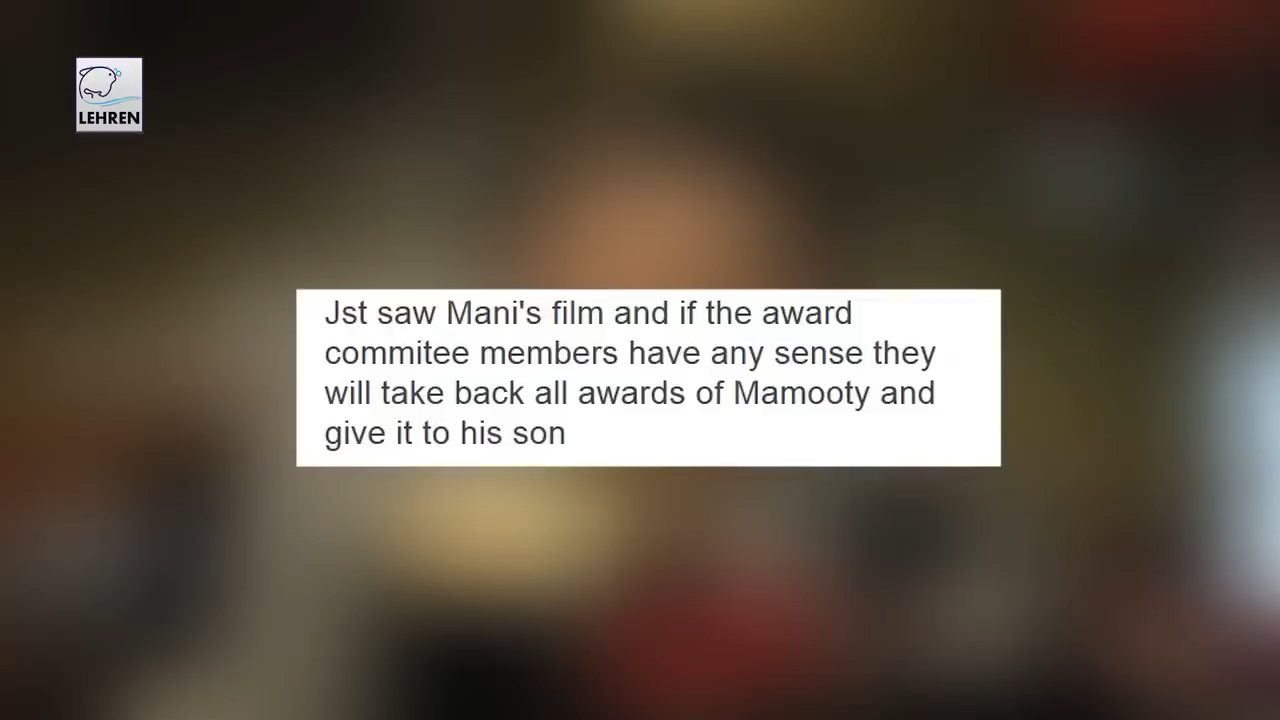 LEHREN
Jst saw Mani's film and if the award
commitee members have any sense they
will take back all awards of Mamooty and
give it to his son